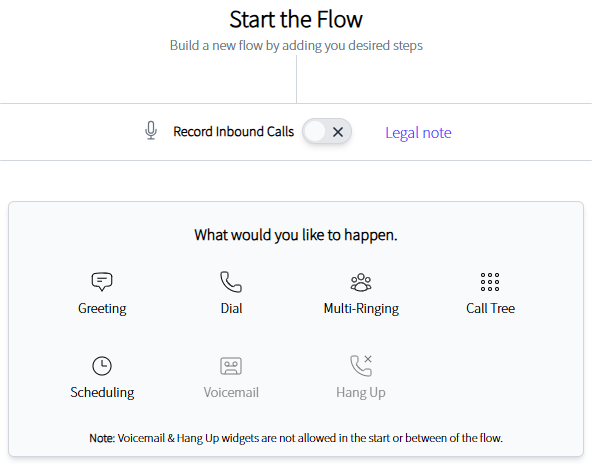 Start the Flow
Build a new flow by adding you desired steps
Record Inbound Calls
Legal note
What would you like to happen.
Greeting
Dial
Multi-Ringing
Call Tree
Scheduling
Voicemail
Hang Up
Note: Voicemail & Hang Up widgets are not allowed in the start or between of the flow.